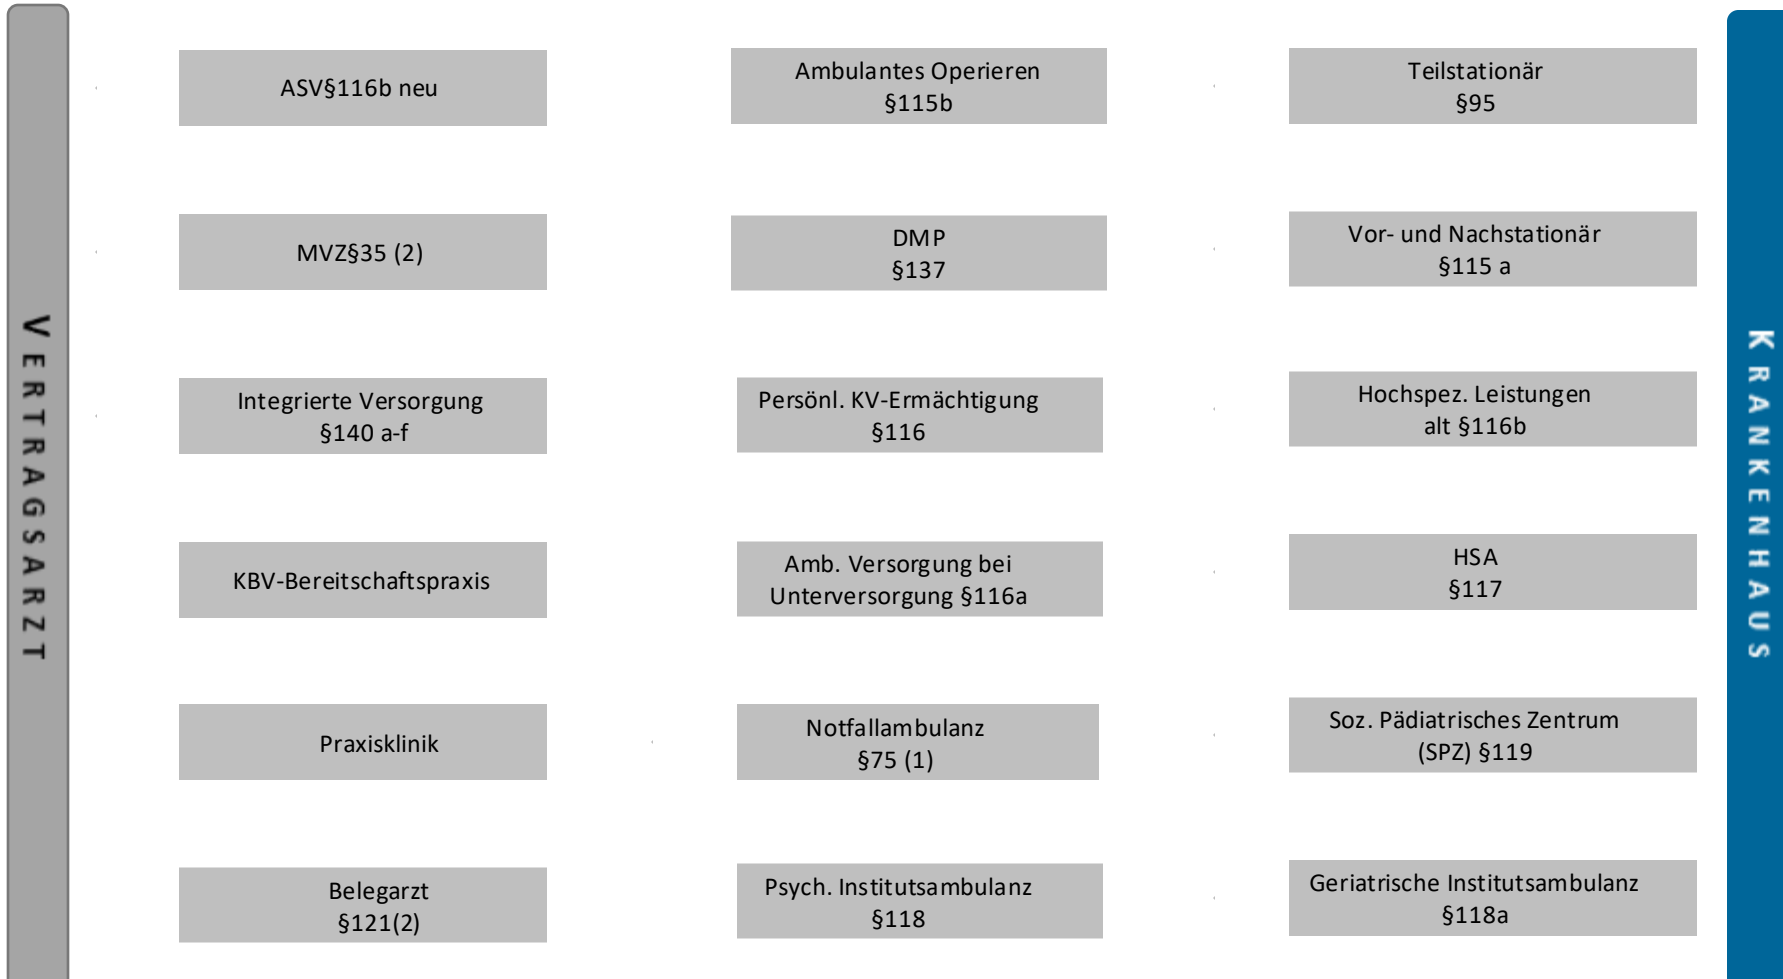 VERTRAGSARZT
ASV§116b neu
Ambulantes Operieren
§115b
Teilstationär
§95
MVZ§35 (2)
DMP
§137
Vor- und Nachstationär
§115 a
Integrierte Versorgung
§140 a-f
Persönl. KV-Ermächtigung
§116
Hochspez. Leistungen
alt §116b
KBV-Bereitschaftspraxis
Amb. Versorgung bei
Unterversorgung §116a
HSA
§117
Praxisklinik
Notfallambulanz
§75 (1)
Soz. Pädiatrisches Zentrum
(SPZ) §119
Belegarzt
§121(2)
Psych. Institutsambulanz
§118
Geriatrische Institutsambulanz
§118a
KRANKENHAUS